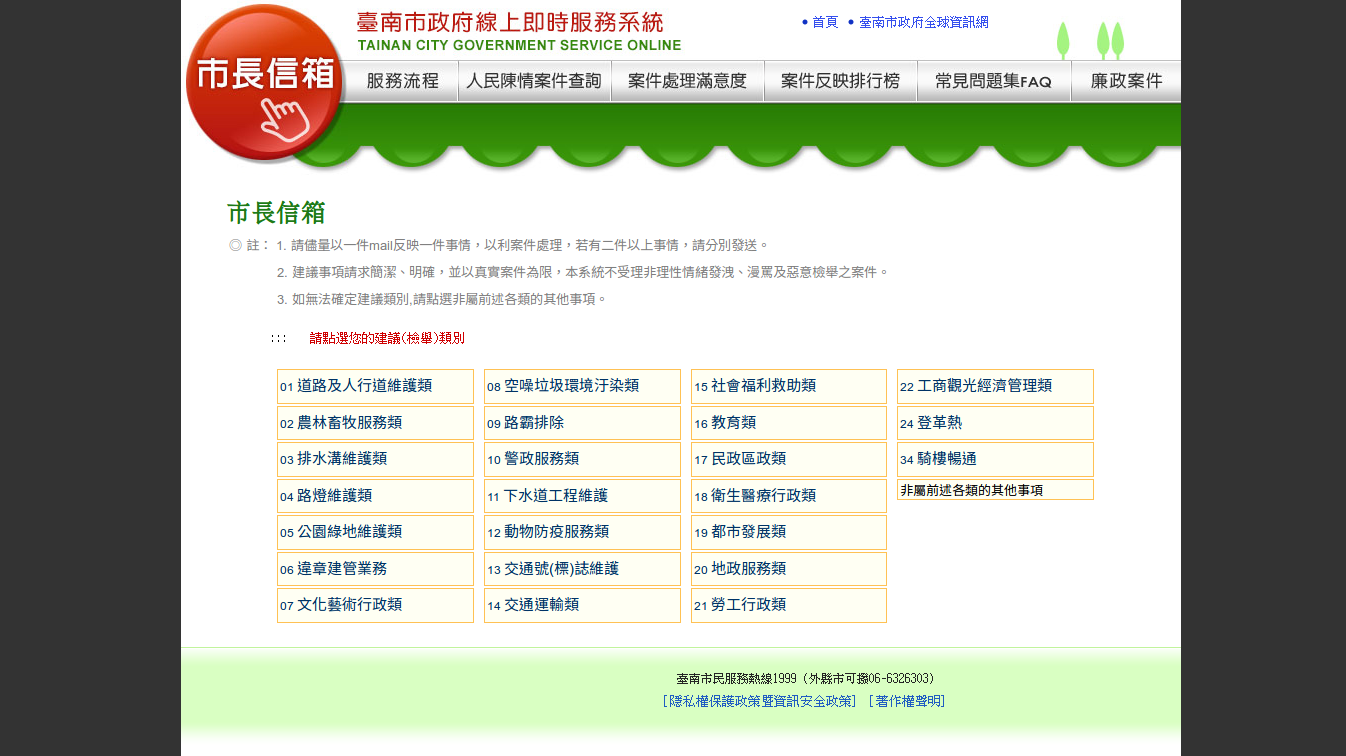 臺南市政府線上即時服務系統
TAINAN CITY GOVERNMENT SERVICE ONLINE
• 首頁 • 臺南市政府全球資訊網
市長信箱
服務流程 人民陳情案件查詢 案件處理滿意度 案件反映排行榜 常見問題集FAQ 廉政案件
市長信箱
◎ 註： 1. 請儘量以一件mail反映一件事情，以利案件處理，若有二件以上事情，請分別發送。
2. 建議事項請求簡潔、明確，並以真實案件為限，本系統不受理非理性情緒發洩、漫罵及惡意檢舉之案件。
3. 如無法確定建議類別,請點選非屬前述各類的其他事項。
::: 請點選您的建議(檢舉)類別
01 道路及人行道維護類 08 空噪垃圾環境汙染類 15 社會福利救助類 22 工商觀光經濟管理類
02 農林畜牧服務類 09 路霸排除 16 教育類 24 登革熱
03 排水溝維護類 10 警政服務類 17 民政區政類 34 騎樓暢通
04 路燈維護類 11 下水道工程維護 18 衛生醫療行政類 非屬前述各類的其他事項
05 公園綠地維護類 12 動物防疫服務類 19 都市發展類
06 違章建管業務 13 交通號(標)誌維護 20 地政服務類
07 文化藝術行政類 14 交通運輸類 21 勞工行政類
臺南市民服務熱線1999 (外縣市可撥06-6326303)
[隱私權保護政策暨資訊安全政策] [著作權聲明]